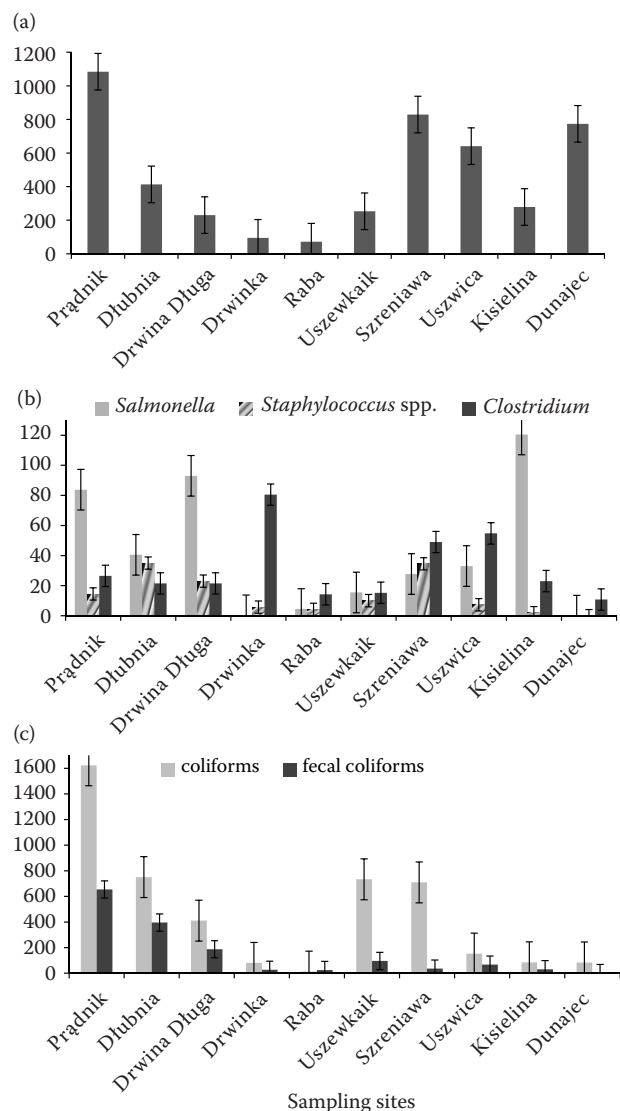 (a)
1200
1000
800
600
400
200
0
Prądnik
Dłubnia
Drwina Długa
Drwinka
Raba
Uszewkaik
Szreniawa
Uszwica
Kisielina
Dunajec
(b)
Salmonella Staphylococcus spp. Clostridium
120
100
80
60
40
20
0
Prądnik
Dłubnia
Drwina Długa
Drwinka
Raba
Uszewkaik
Szreniawa
Uszwica
Kisielina
Dunajec
(c)
1600
coliforms fecal coliforms
1400
1200
1000
800
600
400
200
0
Prądnik
Dłubnia
Drwina Długa
Drwinka
Raba
Uszewkaik
Szreniawa
Uszwica
Kisielina
Dunajec
Sampling sites